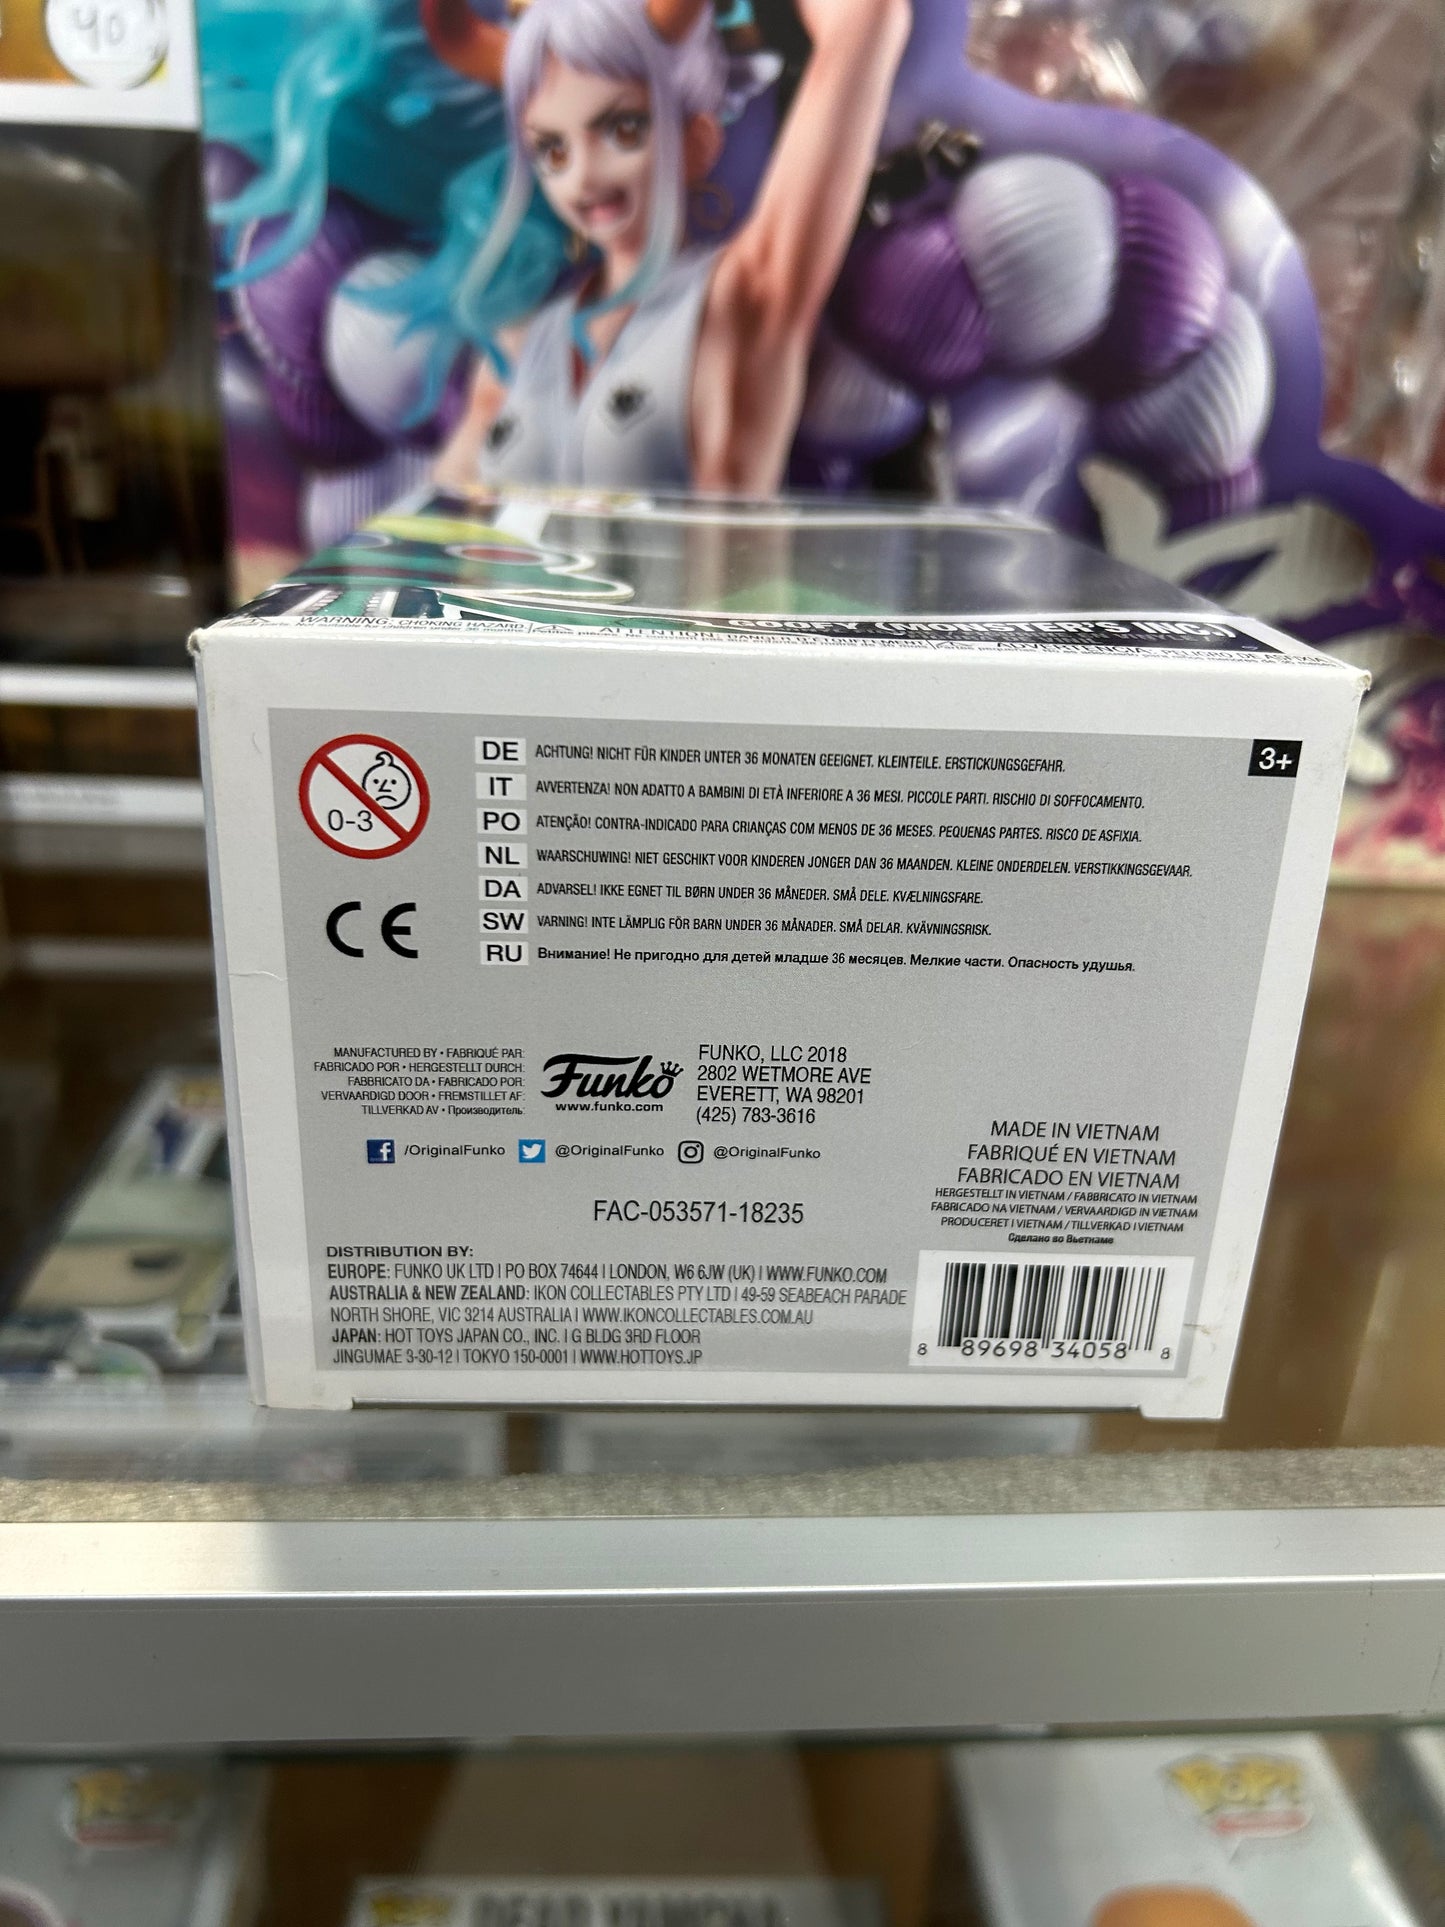 40
WARNING: CHOKING HAZARD
GOOFY (MONSTER'S INC)
0-3
DE ACHTUNG! NICHT FÜR KINDER UNTER 36 MONATEN GEEIGNET. KLEINTEILE. ERSTICKUNGSGEFAHR.
IT AVVERTENZA! NON ADATTO A BAMBINI DI ETÀ INFERIORE A 36 MESI. PICCOLE PARTI. RISCHIO DI SOFFOCAMENTO.
PO ATENÇÃO! CONTRA-INDICADO PARA CRIANÇAS COM MENOS DE 36 MESES. PEQUENAS PARTES. RISCO DE ASFIXIA.
NL WAARSCHUWING! NIET GESCHIKT VOOR KINDEREN JONGER DAN 36 MAANDEN. KLEINE ONDERDELEN. VERSTIKKINGSGEVAAR.
DA ADVARSEL! IKKE EGNET TIL BØRN UNDER 36 MÅNEDER. SMÅ DELE. KVÆLNINGSFARE.
SW VARNING! INTE LÄMPLIG FÖR BARN UNDER 36 MÅNADER. SMÅ DELAR. KVÄVNINGSRISK.
RU Внимание! Не пригодно для детей младше 36 месяцев. Мелкие части. Опасность удушья.
3+
CE
MANUFACTURED BY • FABRIQUÉ PAR:
FABRICADO POR • HERGESTELLT DURCH:
FABBRICATO DA • FABRICADO POR:
VERVAARDIGD DOOR • FREMSTILLET AF:
TILLVERKAD AV • Производитель:
Funko
www.funko.com
FUNKO, LLC 2018
2802 WETMORE AVE
EVERETT, WA 98201
(425) 783-3616
/OriginalFunko @OriginalFunko @OriginalFunko
FAC-053571-18235
MADE IN VIETNAM
FABRIQUÉ EN VIETNAM
FABRICADO EN VIETNAM
HERGESTELLT IN VIETNAM / FABBRICATO IN VIETNAM
FABRICADO NA VIETNAM / VERVAARDIGD IN VIETNAM
PRODUCERET I VIETNAM / TILLVERKAD I VIETNAM
Сделано во Вьетнаме
DISTRIBUTION BY:
EUROPE: FUNKO UK LTD | PO BOX 74644 | LONDON, W6 6JW (UK) | WWW.FUNKO.COM
AUSTRALIA & NEW ZEALAND: IKON COLLECTABLES PTY LTD | 49-59 SEABEACH PARADE
NORTH SHORE, VIC 3214 AUSTRALIA | WWW.IKONCOLLECTABLES.COM.AU
JAPAN: HOT TOYS JAPAN CO., INC. | G BLDG 3RD FLOOR
JINGUMAE 3-30-12 | TOKYO 150-0001 | WWW.HOTTOYS.JP
8 89698 34058 8
POP!